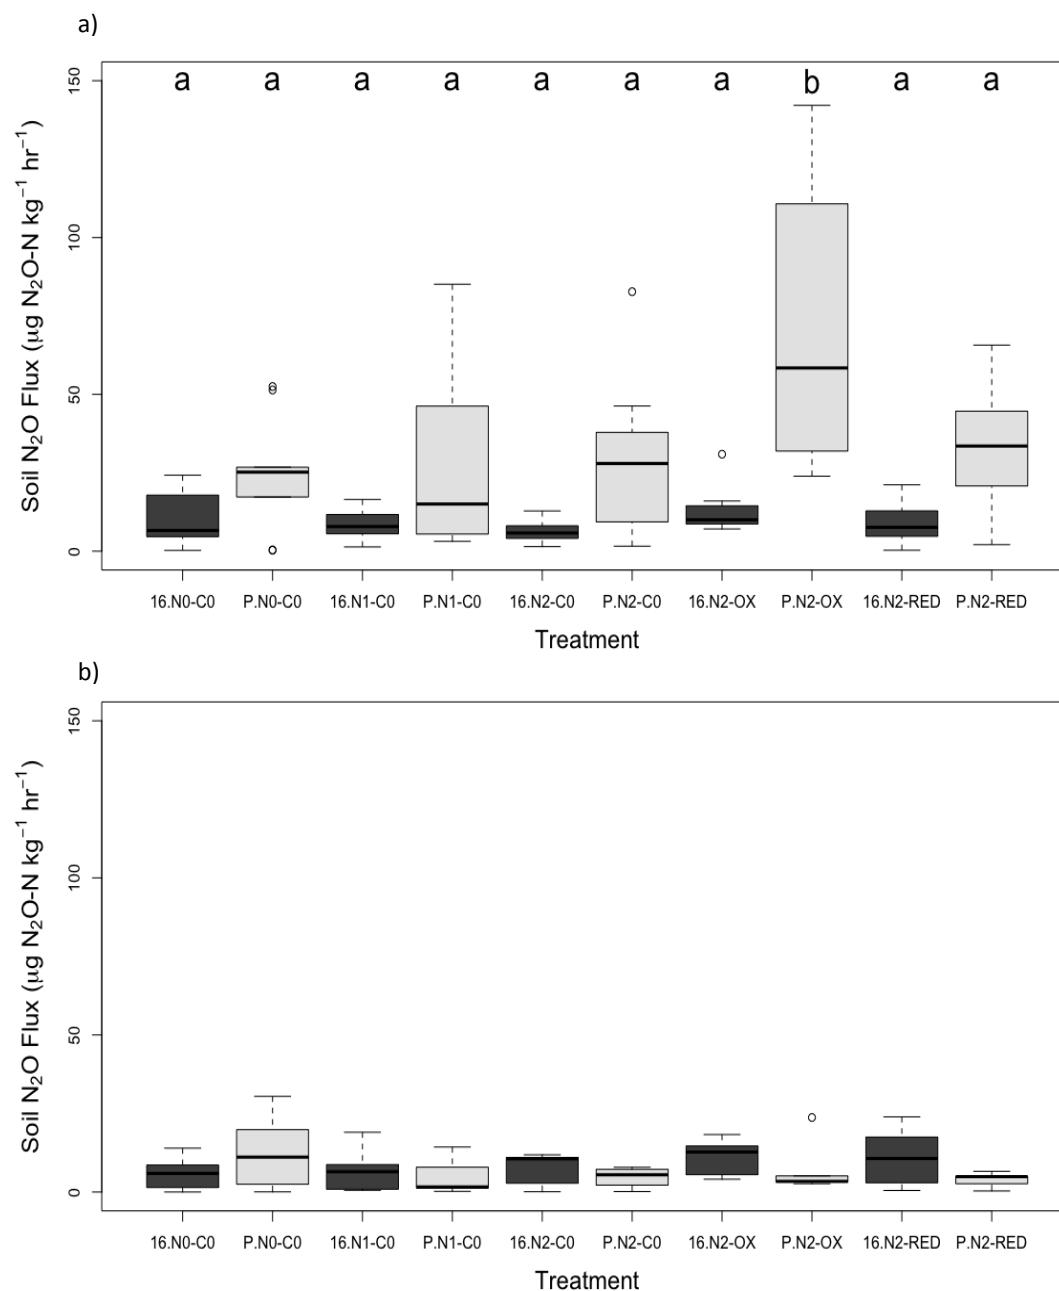 a)
a a a a a a a b a a
150
100
50
0
Soil N₂O Flux (μg N₂O-N kg⁻¹ hr⁻¹)
16.N0-C0 P.N0-C0 16.N1-C0 P.N1-C0 16.N2-C0 P.N2-C0 16.N2-OX P.N2-OX 16.N2-RED P.N2-RED
Treatment
b)
150
100
50
0
Soil N₂O Flux (μg N₂O-N kg⁻¹ hr⁻¹)
16.N0-C0 P.N0-C0 16.N1-C0 P.N1-C0 16.N2-C0 P.N2-C0 16.N2-OX P.N2-OX 16.N2-RED P.N2-RED
Treatment